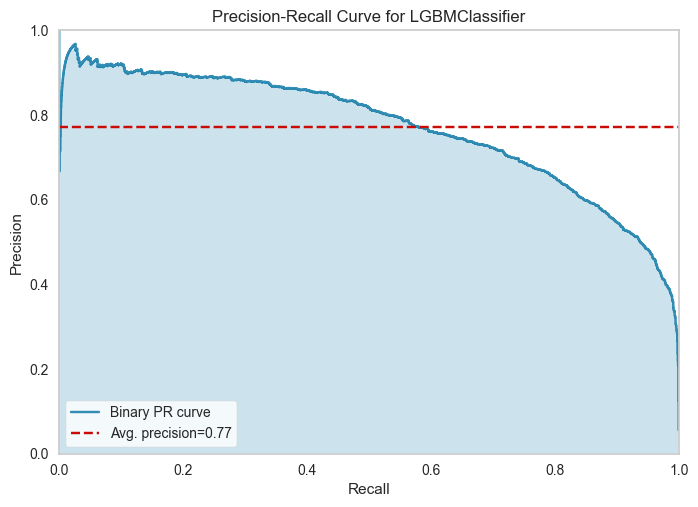 Precision-Recall Curve for LGBMClassifier
1.0
0.8
0.6
0.4
0.2
0.0
Precision
Binary PR curve
Avg. precision=0.77
0.0 0.2 0.4 0.6 0.8 1.0
Recall